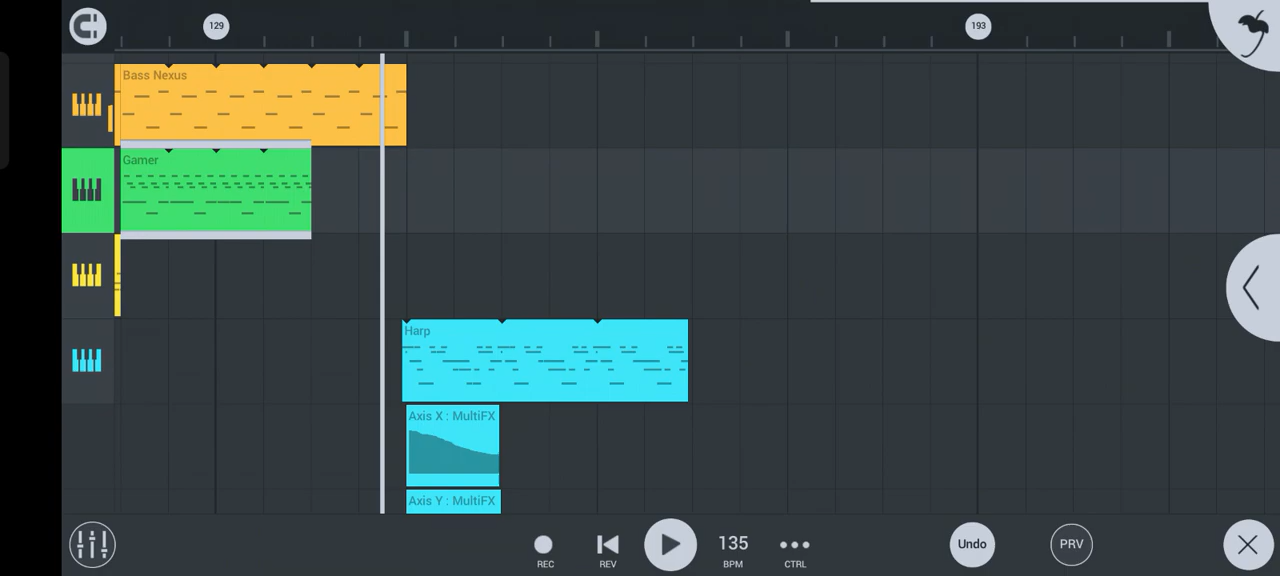 129
193
Bass Nexus
Gamer
Harp
Axis X : MultiFX
Axis Y : MultiFX
REC
REV
135
BPM
CTRL
Undo
PRV